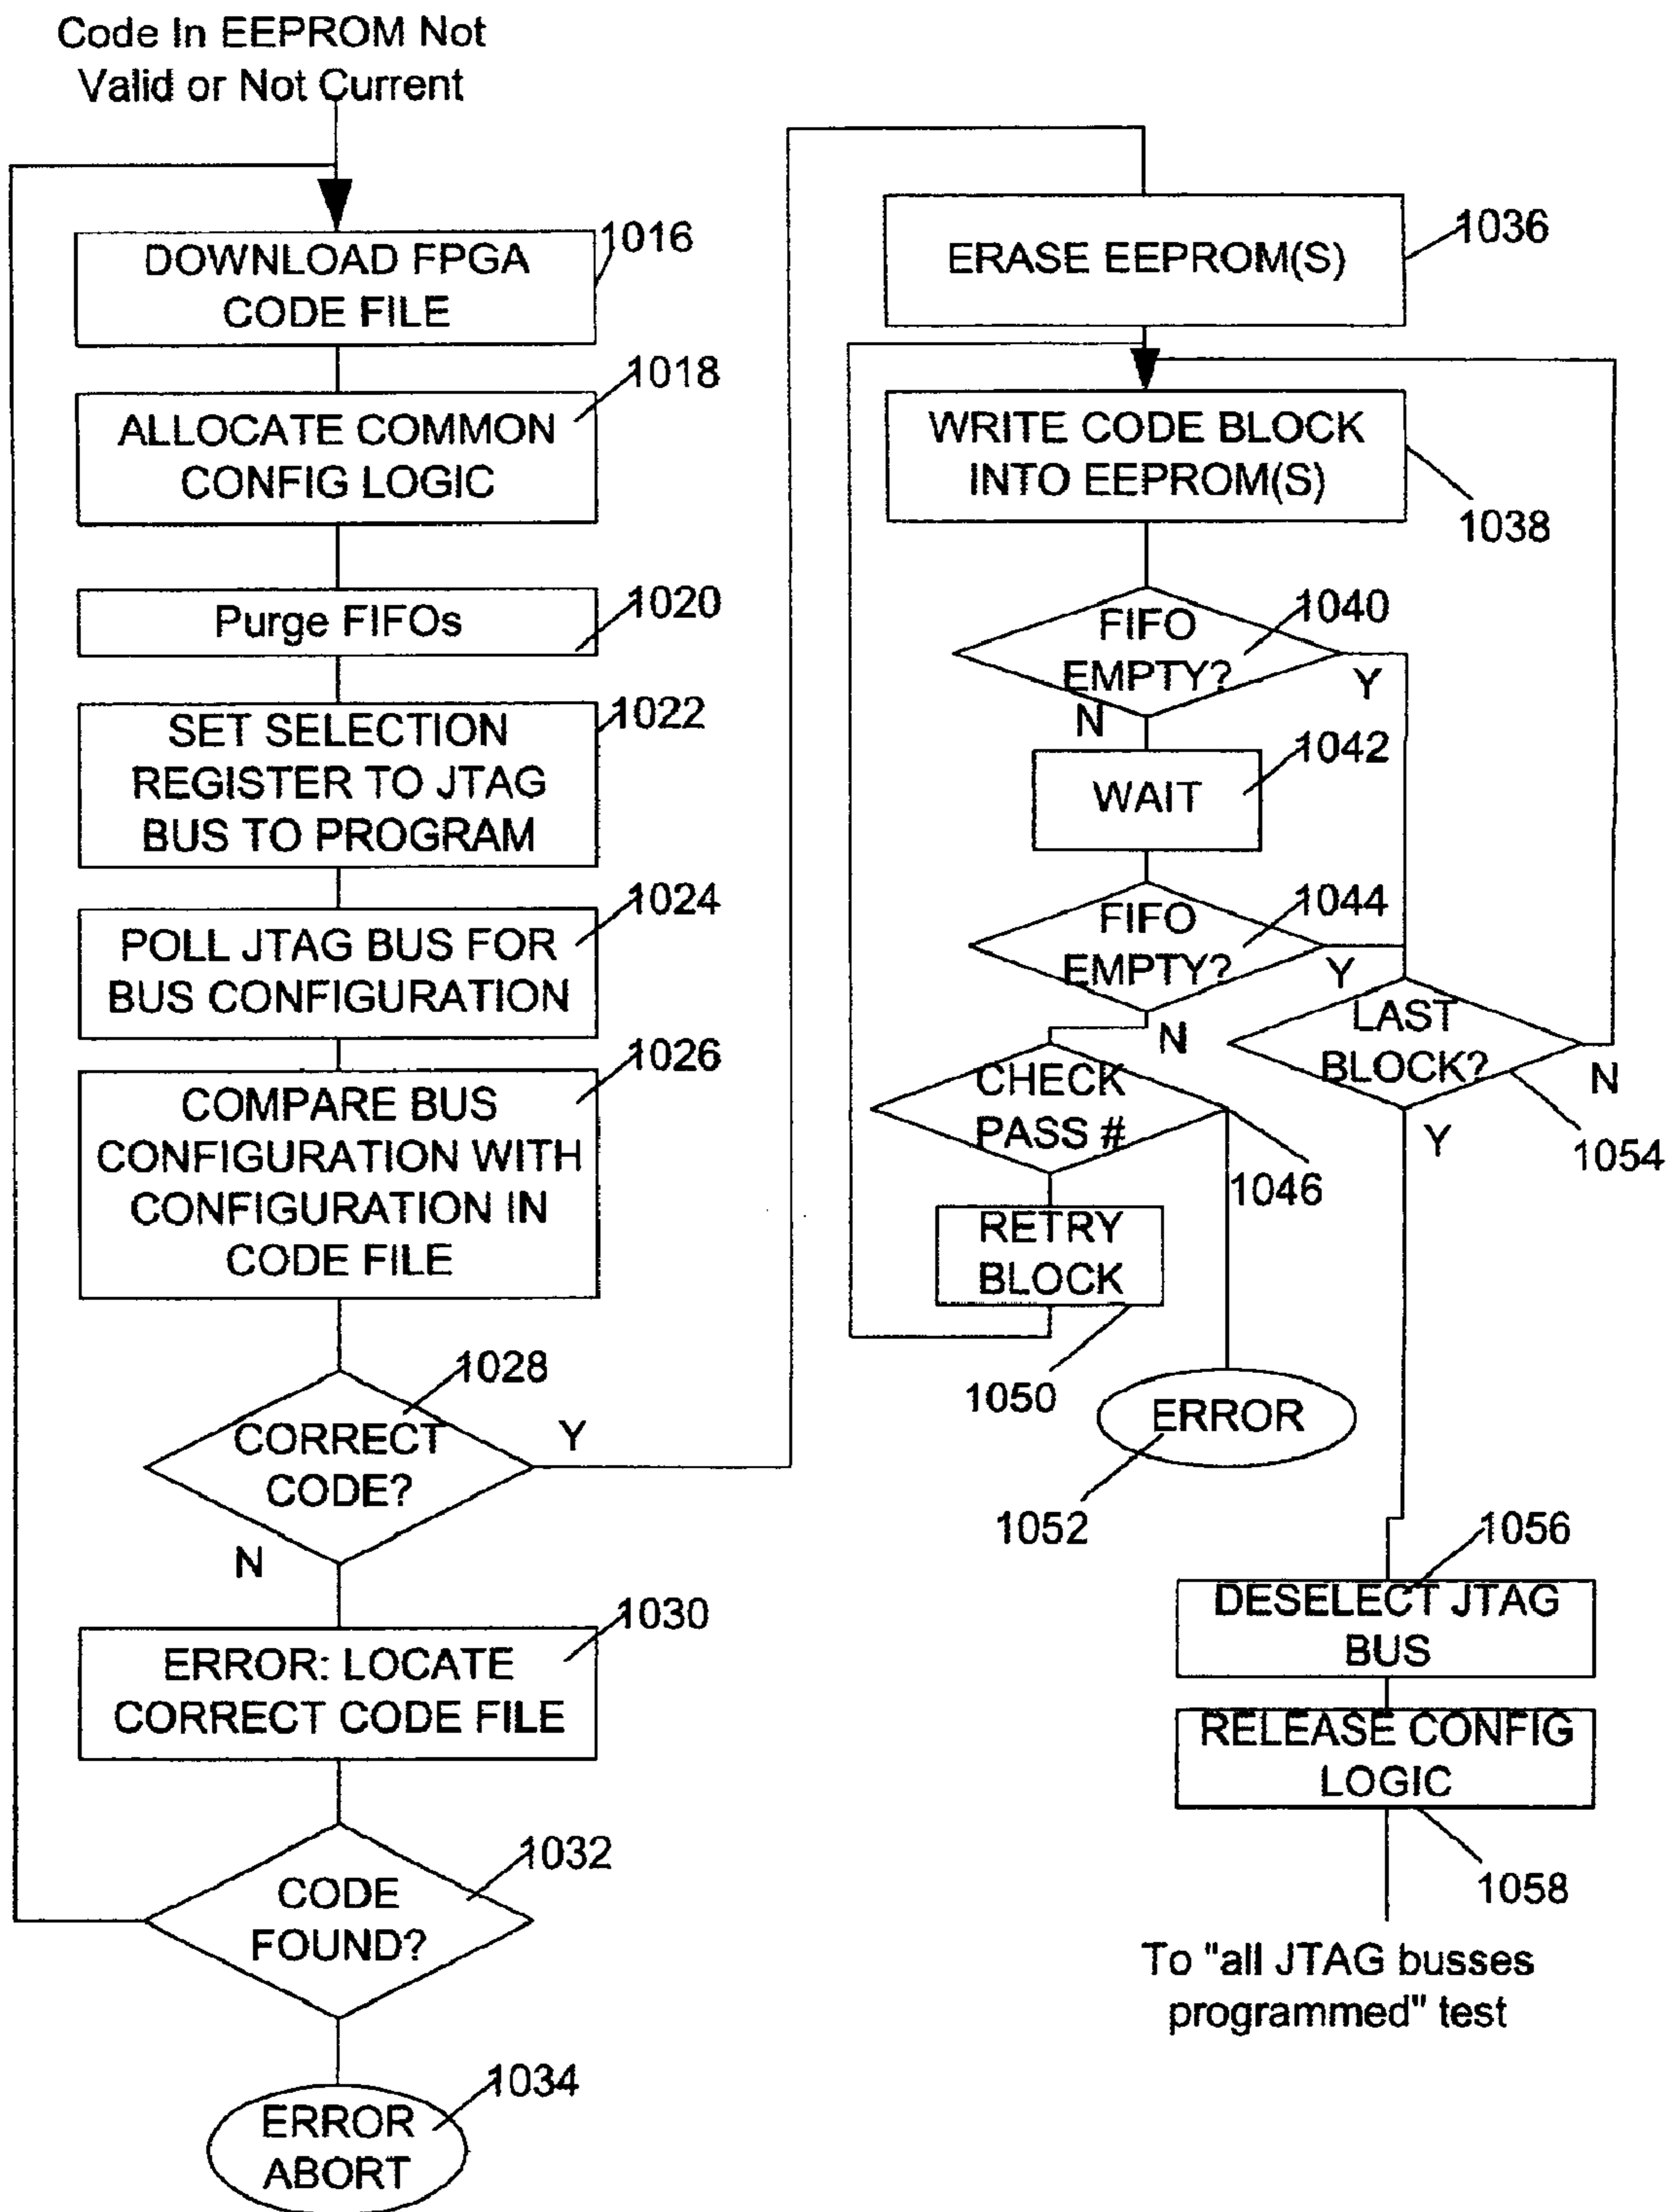 Code In EEPROM Not
Valid or Not Current
DOWNLOAD FPGA
CODE FILE
1016
ALLOCATE COMMON
CONFIG LOGIC
1018
Purge FIFOs
1020
SET SELECTION
REGISTER TO JTAG
BUS TO PROGRAM
1022
POLL JTAG BUS FOR
BUS CONFIGURATION
1024
COMPARE BUS
CONFIGURATION WITH
CONFIGURATION IN
CODE FILE
1026
CORRECT
CODE?
1028
Y
N
ERROR: LOCATE
CORRECT CODE FILE
1030
CODE
FOUND?
1032
ERROR
ABORT
1034
ERASE EEPROM(S)
1036
WRITE CODE BLOCK
INTO EEPROM(S)
1038
FIFO
EMPTY?
1040
Y
N
WAIT
1042
FIFO
EMPTY?
1044
Y
N
CHECK
PASS #
1046
RETRY
BLOCK
1050
ERROR
1052
LAST
BLOCK?
N
Y
1054
DESELECT JTAG
BUS
1056
RELEASE CONFIG
LOGIC
1058
To "all JTAG busses
programmed" test